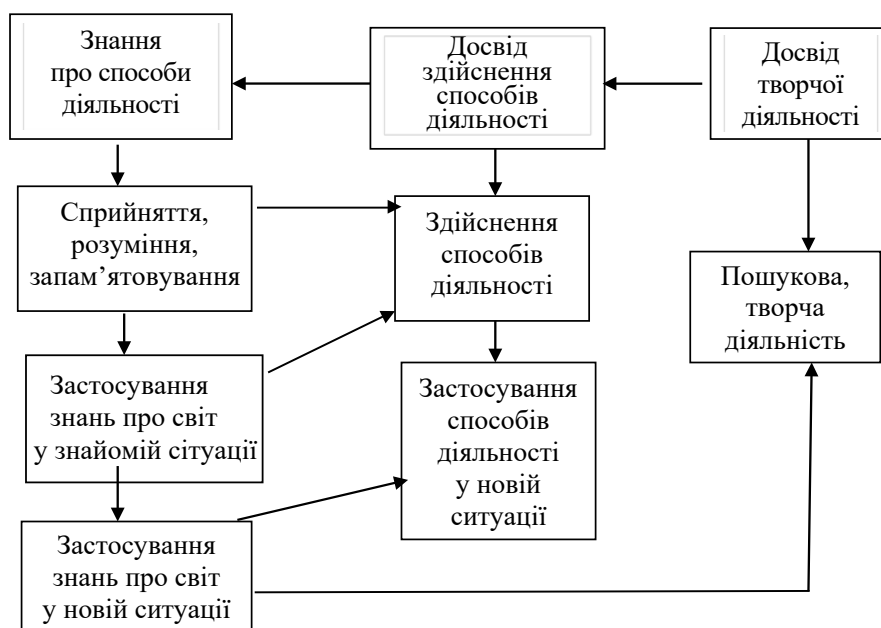 Знання
про способи
діяльності
Досвід
здійснення
способів
діяльності
Досвід
творчої
діяльності
Сприйняття,
розуміння,
запам’ятовування
Здійснення
способів
діяльності
Пошукова,
творча
діяльність
Застосування
знань про світ
у знайомій сітуації
Застосування
способів
діяльності
у новій
ситуації
Застосування
знань про світ
у новій ситуації